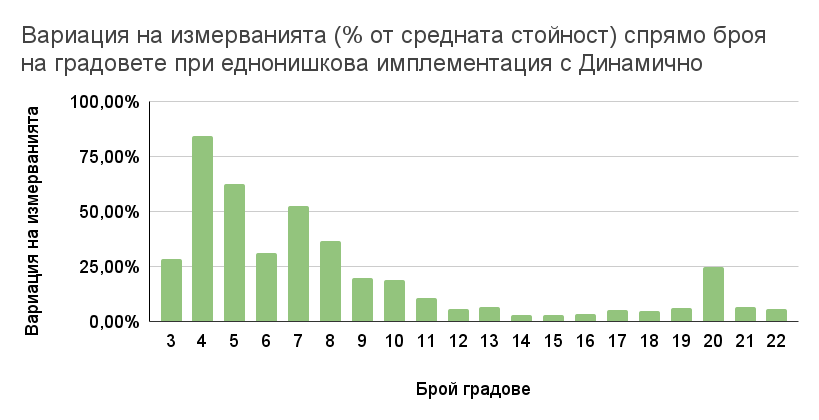 Вариация на измерванията (% от средната стойност) спрямо броя
на градовете при еднонишкова имплементация с Динамично
Вариация на измерванията
100,00%
75,00%
50,00%
25,00%
0,00%
3 4 5 6 7 8 9 10 11 12 13 14 15 16 17 18 19 20 21 22
Брой градове